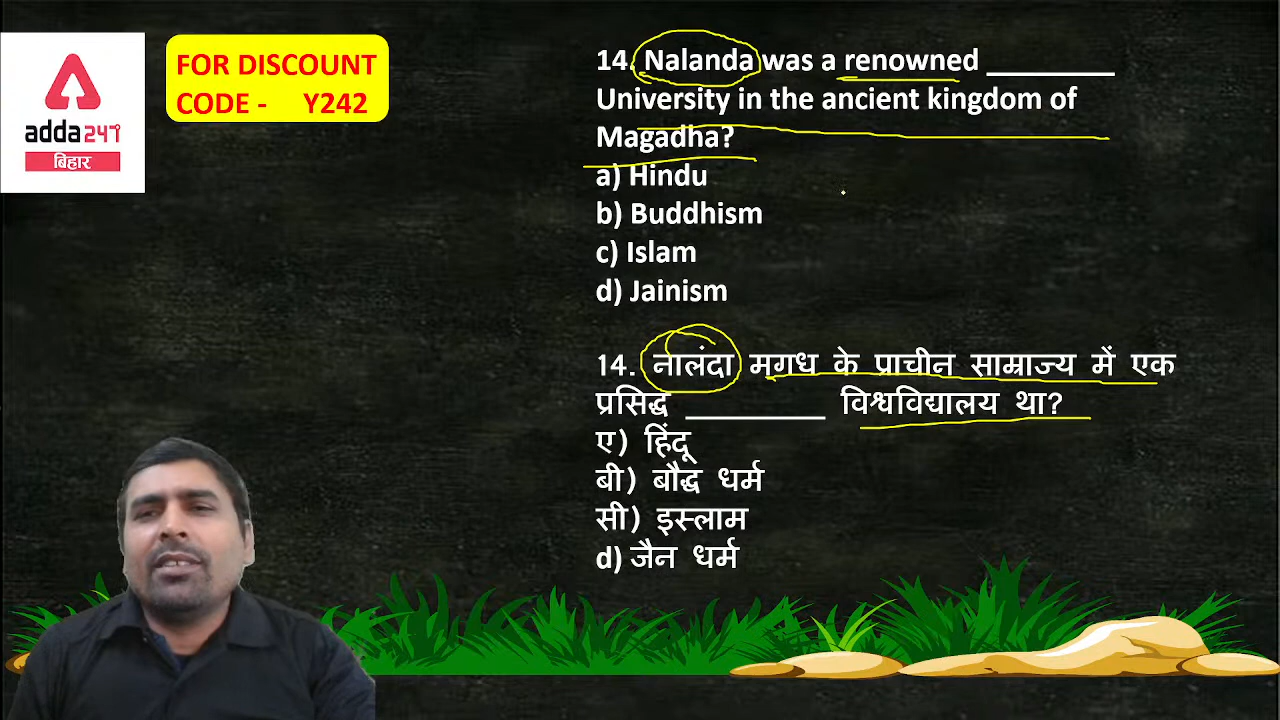 adda247
बिहार
FOR DISCOUNT
CODE - Y242
14. Nalanda was a renowned ________
University in the ancient kingdom of
Magadha?
a) Hindu
b) Buddhism
c) Islam
d) Jainism
14. नालंदा मगध के प्राचीन साम्राज्य में एक
प्रसिद्ध ________ विश्वविद्यालय था?
ए) हिंदू
बी) बौद्ध धर्म
सी) इस्लाम
d) जैन धर्म